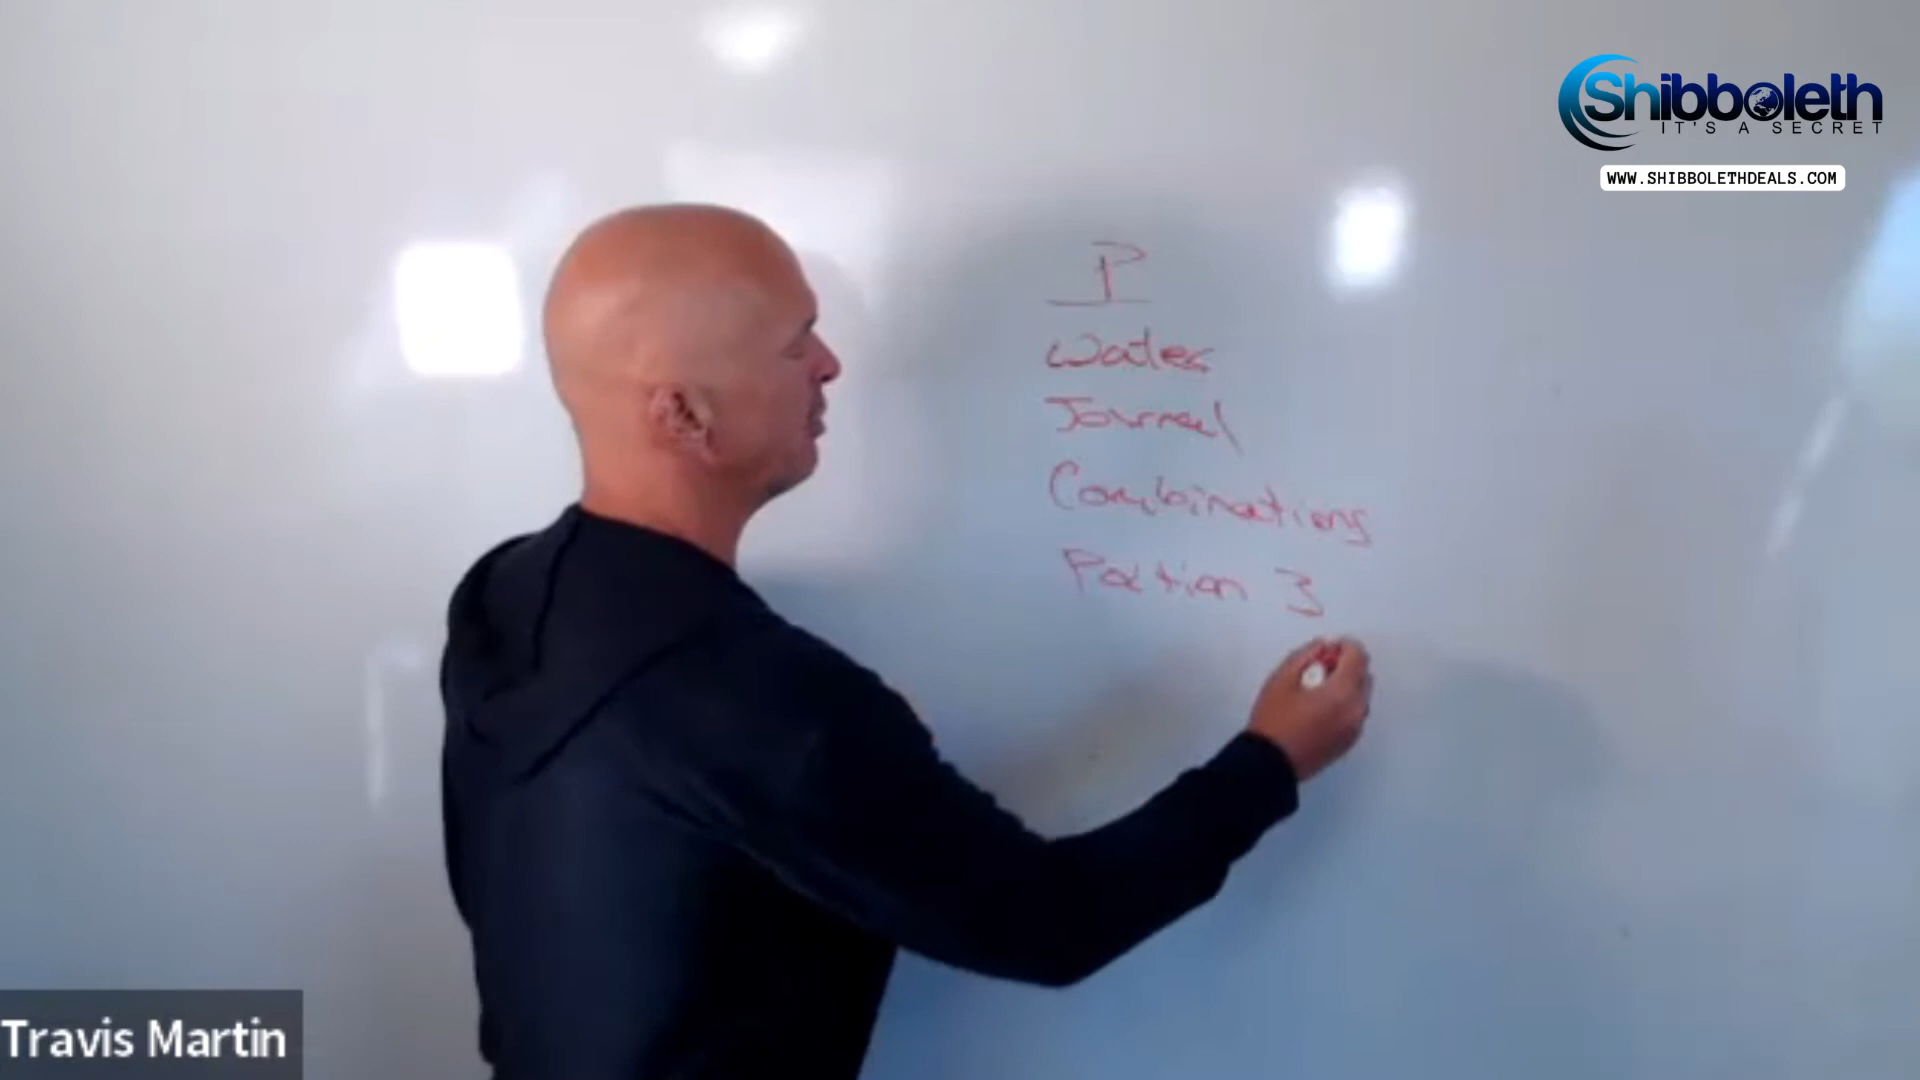 Shibboleth
IT'S A SECRET
WWW.SHIBBOLETHDEALS.COM
P
Water
Journal
Combinations
Portion 3
Travis Martin